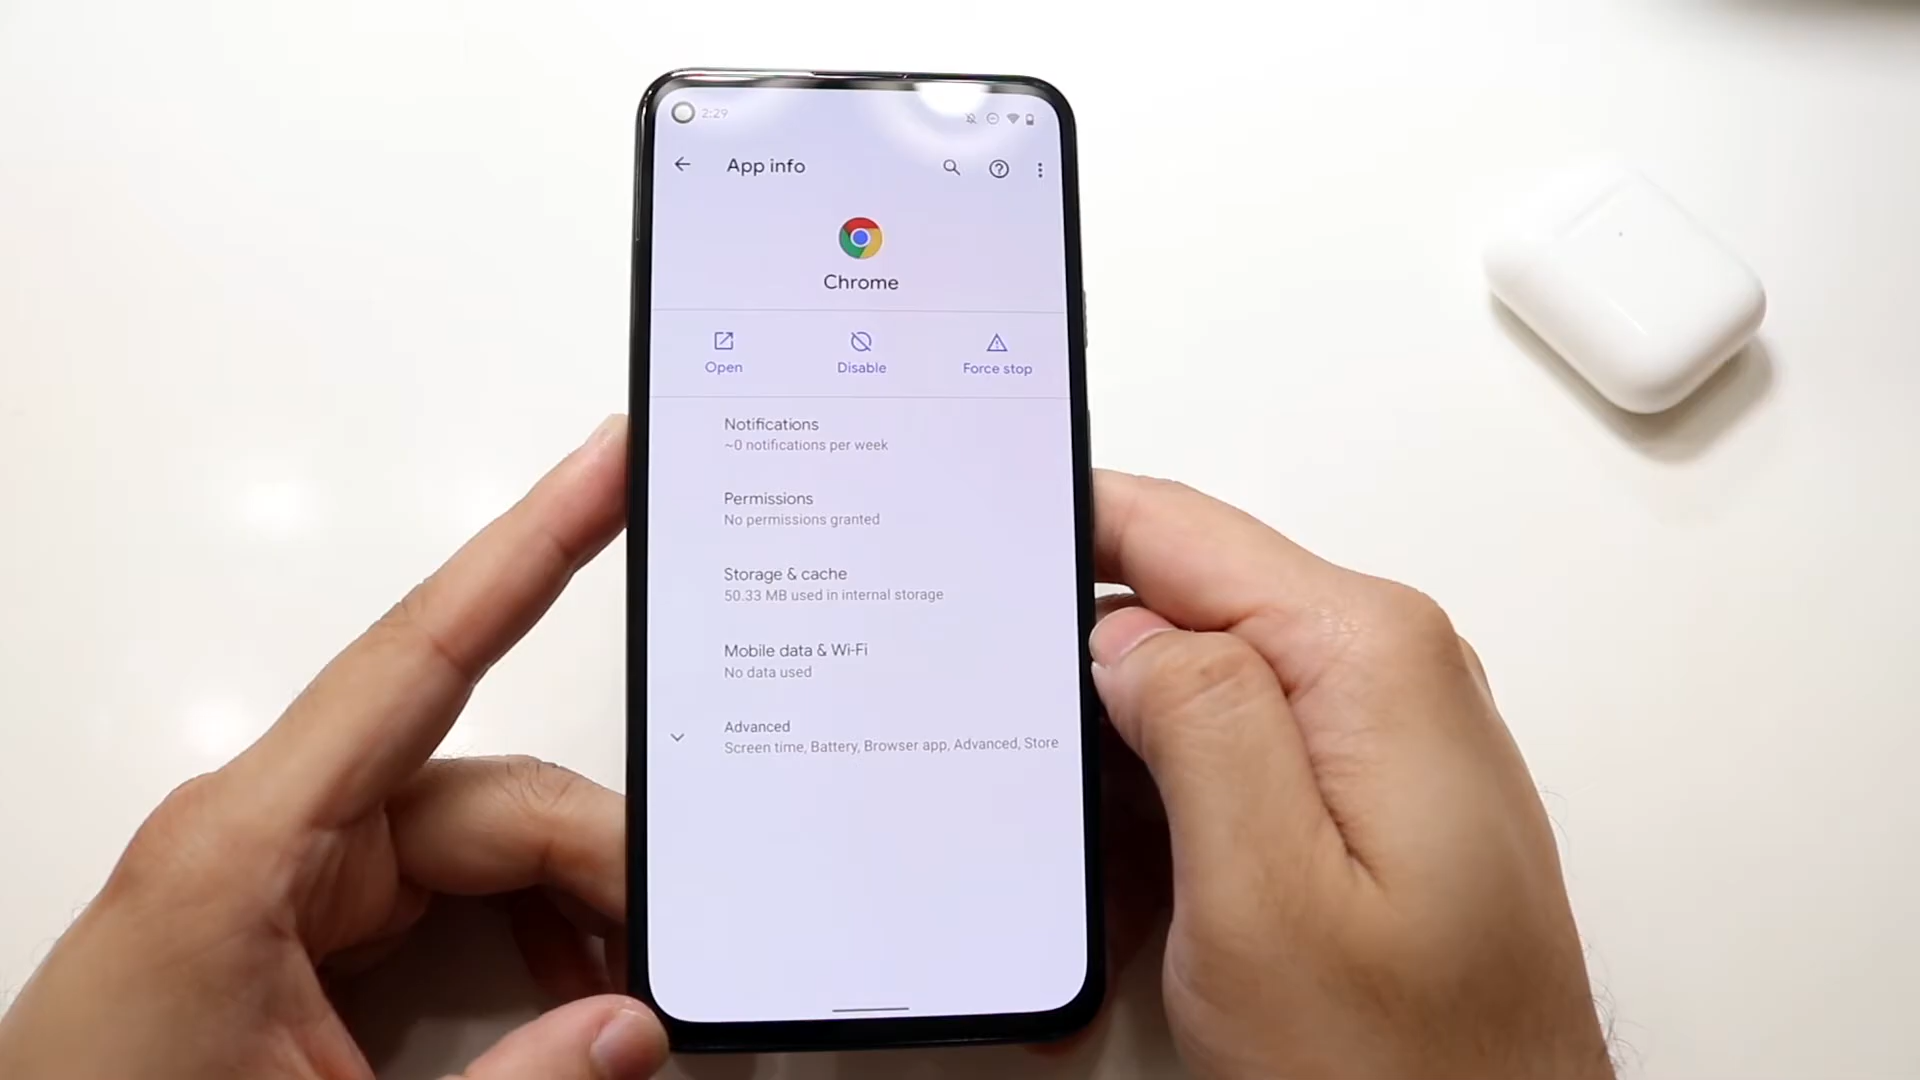 2:29
App info
Chrome
Open
Disable
Force stop
Notifications
~0 notifications per week
Permissions
No permissions granted
Storage & cache
50.33 MB used in internal storage
Mobile data & Wi-Fi
No data used
Advanced
Screen time, Battery, Browser app, Advanced, Store